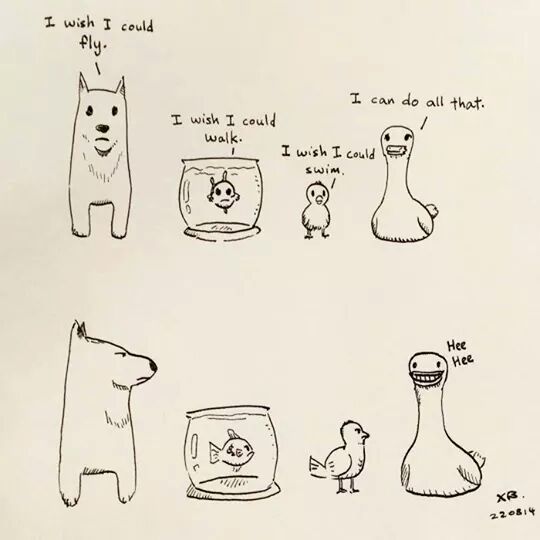 I wish I could
fly.
I wish I could
walk.
I wish I could
swim.
I can do all that.
Hee
Hee
XB.
220814